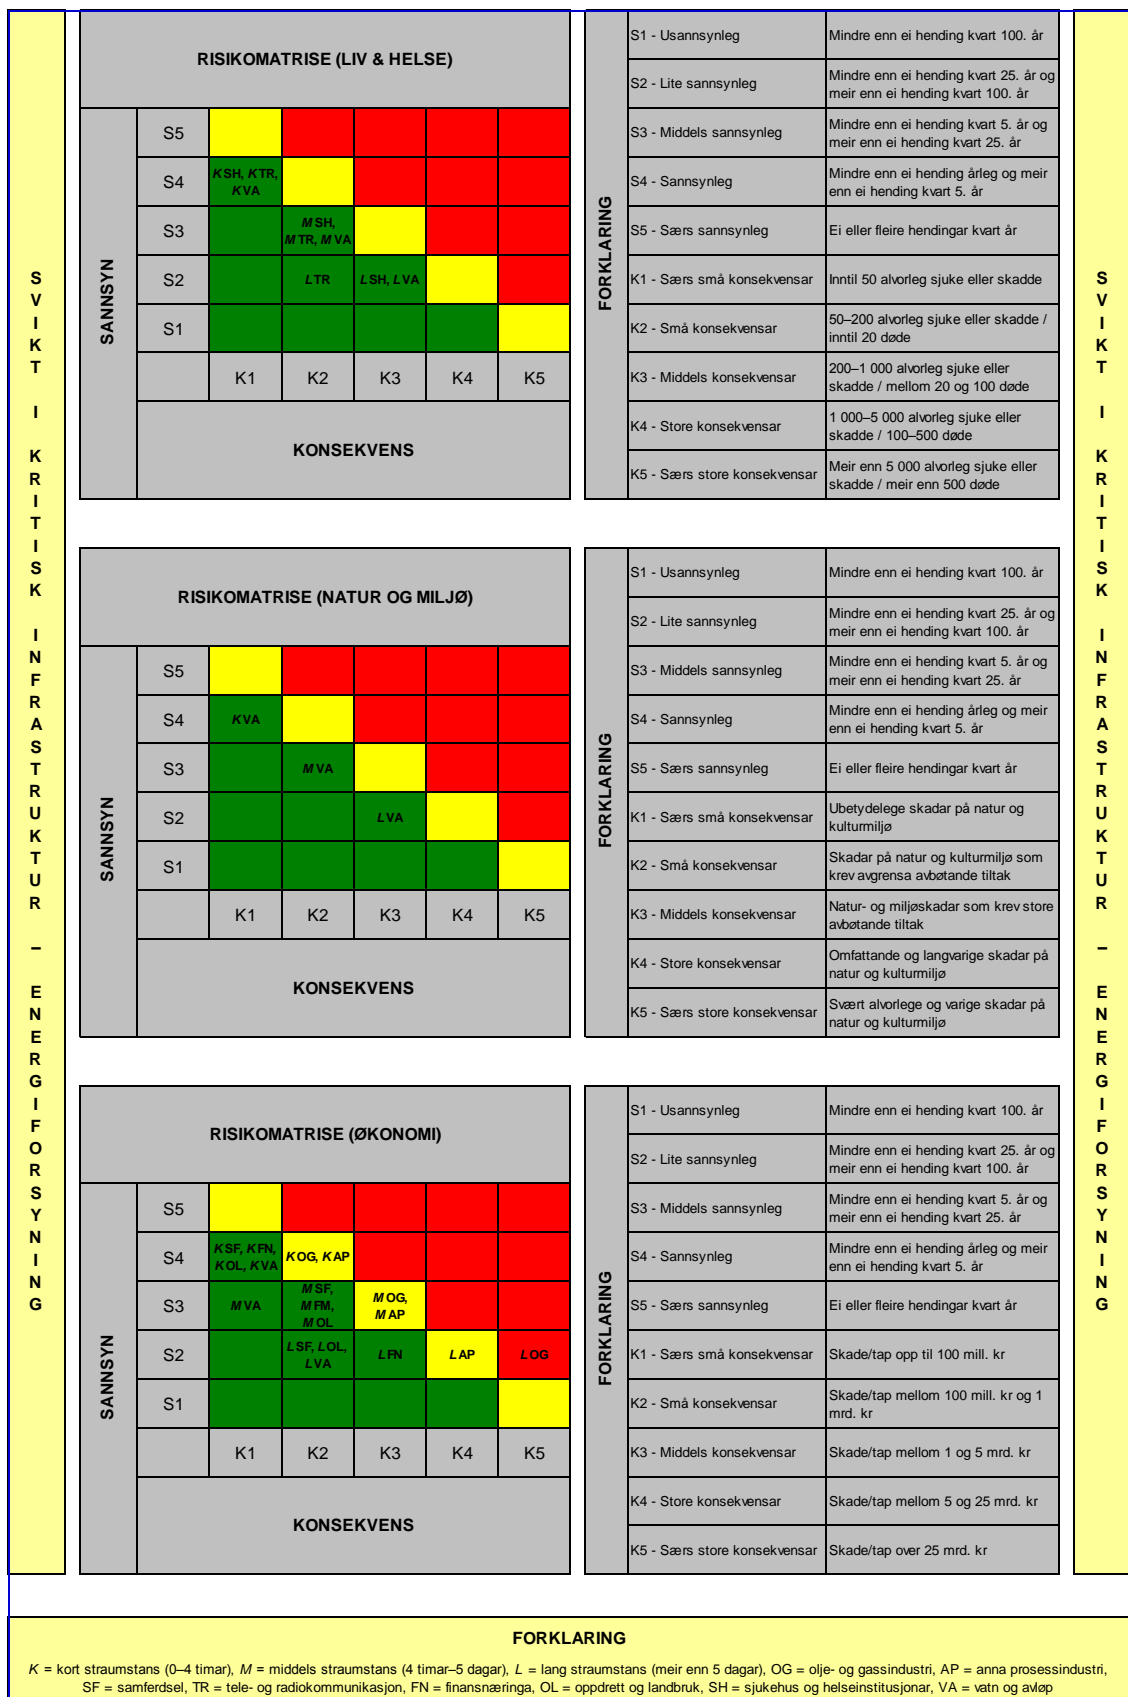 SVIKT I KRITISK INFRASTRUKTUR – ENERGIFORSYNING
RISIKOMATRISE (LIV & HELSE)
SANNSYN
S5
S4
KSH, KTR,
KVA
S3
MSH,
MTR, MVA
S2
LTR
LSH, LVA
S1
K1 K2 K3 K4 K5
KONSEKVENS
FORKLARING
S1 - Usannsynleg
Mindre enn ei hending kvart 100. år
S2 - Lite sannsynleg
Mindre enn ei hending kvart 25. år og
meir enn ei hending kvart 100. år
S3 - Middels sannsynleg
Mindre enn ei hending kvart 5. år og
meir enn ei hending kvart 25. år
S4 - Sannsynleg
Mindre enn ei hending årleg og meir
enn ei hending kvart 5. år
S5 - Særs sannsynleg
Ei eller fleire hendingar kvart år
K1 - Særs små konsekvensar
Inntil 50 alvorleg sjuke eller skadde
K2 - Små konsekvensar
50–200 alvorleg sjuke eller skadde /
inntil 20 døde
K3 - Middels konsekvensar
200–1 000 alvorleg sjuke eller
skadde / mellom 20 og 100 døde
K4 - Store konsekvensar
1 000–5 000 alvorleg sjuke eller
skadde / 100–500 døde
K5 - Særs store konsekvensar
Meir enn 5 000 alvorleg sjuke eller
skadde / meir enn 500 døde
RISIKOMATRISE (NATUR OG MILJØ)
SANNSYN
S5
S4
KVA
S3
MVA
S2
LVA
S1
K1 K2 K3 K4 K5
KONSEKVENS
FORKLARING
S1 - Usannsynleg
Mindre enn ei hending kvart 100. år
S2 - Lite sannsynleg
Mindre enn ei hending kvart 25. år og
meir enn ei hending kvart 100. år
S3 - Middels sannsynleg
Mindre enn ei hending kvart 5. år og
meir enn ei hending kvart 25. år
S4 - Sannsynleg
Mindre enn ei hending årleg og meir
enn ei hending kvart 5. år
S5 - Særs sannsynleg
Ei eller fleire hendingar kvart år
K1 - Særs små konsekvensar
Ubetydelege skadar på natur og
kulturmiljø
K2 - Små konsekvensar
Skadar på natur og kulturmiljø som
krev avgrensa avbøtande tiltak
K3 - Middels konsekvensar
Natur- og miljøskadar som krev store
avbøtande tiltak
K4 - Store konsekvensar
Omfattande og langvarige skadar på
natur og kulturmiljø
K5 - Særs store konsekvensar
Svært alvorlege og varige skadar på
natur og kulturmiljø
RISIKOMATRISE (ØKONOMI)
SANNSYN
S5
S4
KSF, KFN,
KOL, KVA
KOG, KAP
S3
MVA
MSF,
MFM,
MOL
MOG,
MAP
S2
LSF, LOL,
LVA
LFN
LAP
LOG
S1
K1 K2 K3 K4 K5
KONSEKVENS
FORKLARING
S1 - Usannsynleg
Mindre enn ei hending kvart 100. år
S2 - Lite sannsynleg
Mindre enn ei hending kvart 25. år og
meir enn ei hending kvart 100. år
S3 - Middels sannsynleg
Mindre enn ei hending kvart 5. år og
meir enn ei hending kvart 25. år
S4 - Sannsynleg
Mindre enn ei hending årleg og meir
enn ei hending kvart 5. år
S5 - Særs sannsynleg
Ei eller fleire hendingar kvart år
K1 - Særs små konsekvensar
Skade/tap opp til 100 mill. kr
K2 - Små konsekvensar
Skade/tap mellom 100 mill. kr og 1
mrd. kr
K3 - Middels konsekvensar
Skade/tap mellom 1 og 5 mrd. kr
K4 - Store konsekvensar
Skade/tap mellom 5 og 25 mrd. kr
K5 - Særs store konsekvensar
Skade/tap over 25 mrd. kr
SVIKT I KRITISK INFRASTRUKTUR – ENERGIFORSYNING
FORKLARING
K = kort straumstans (0–4 timar), M = middels straumstans (4 timar–5 dagar), L = lang straumstans (meir enn 5 dagar), OG = olje- og gassindustri, AP = anna prosessindustri,
SF = samferdsel, TR = tele- og radiokommunikasjon, FN = finansnæringa, OL = oppdrett og landbruk, SH = sjukehus og helseinstitusjonar, VA = vatn og avløp